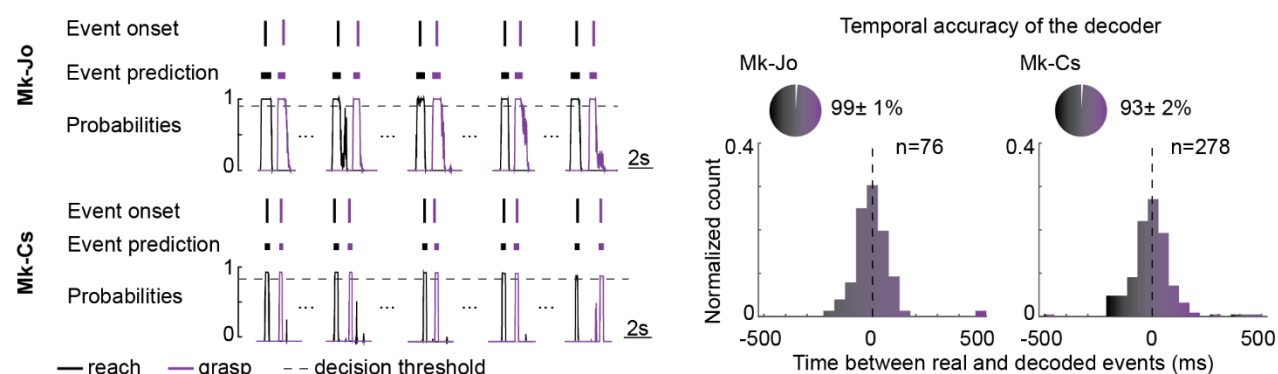 Mk-Jo
Event onset
Event prediction
Probabilities
1
0
... ... ... ...
2s
Mk-Cs
Event onset
Event prediction
Probabilities
1
0
... ... ... ...
2s
reach grasp decision threshold
Temporal accuracy of the decoder
Mk-Jo
99± 1%
n=76
0.4
0
Normalized count
-500 0 500
Mk-Cs
93± 2%
n=278
0.4
0
-500 0 500
Time between real and decoded events (ms)